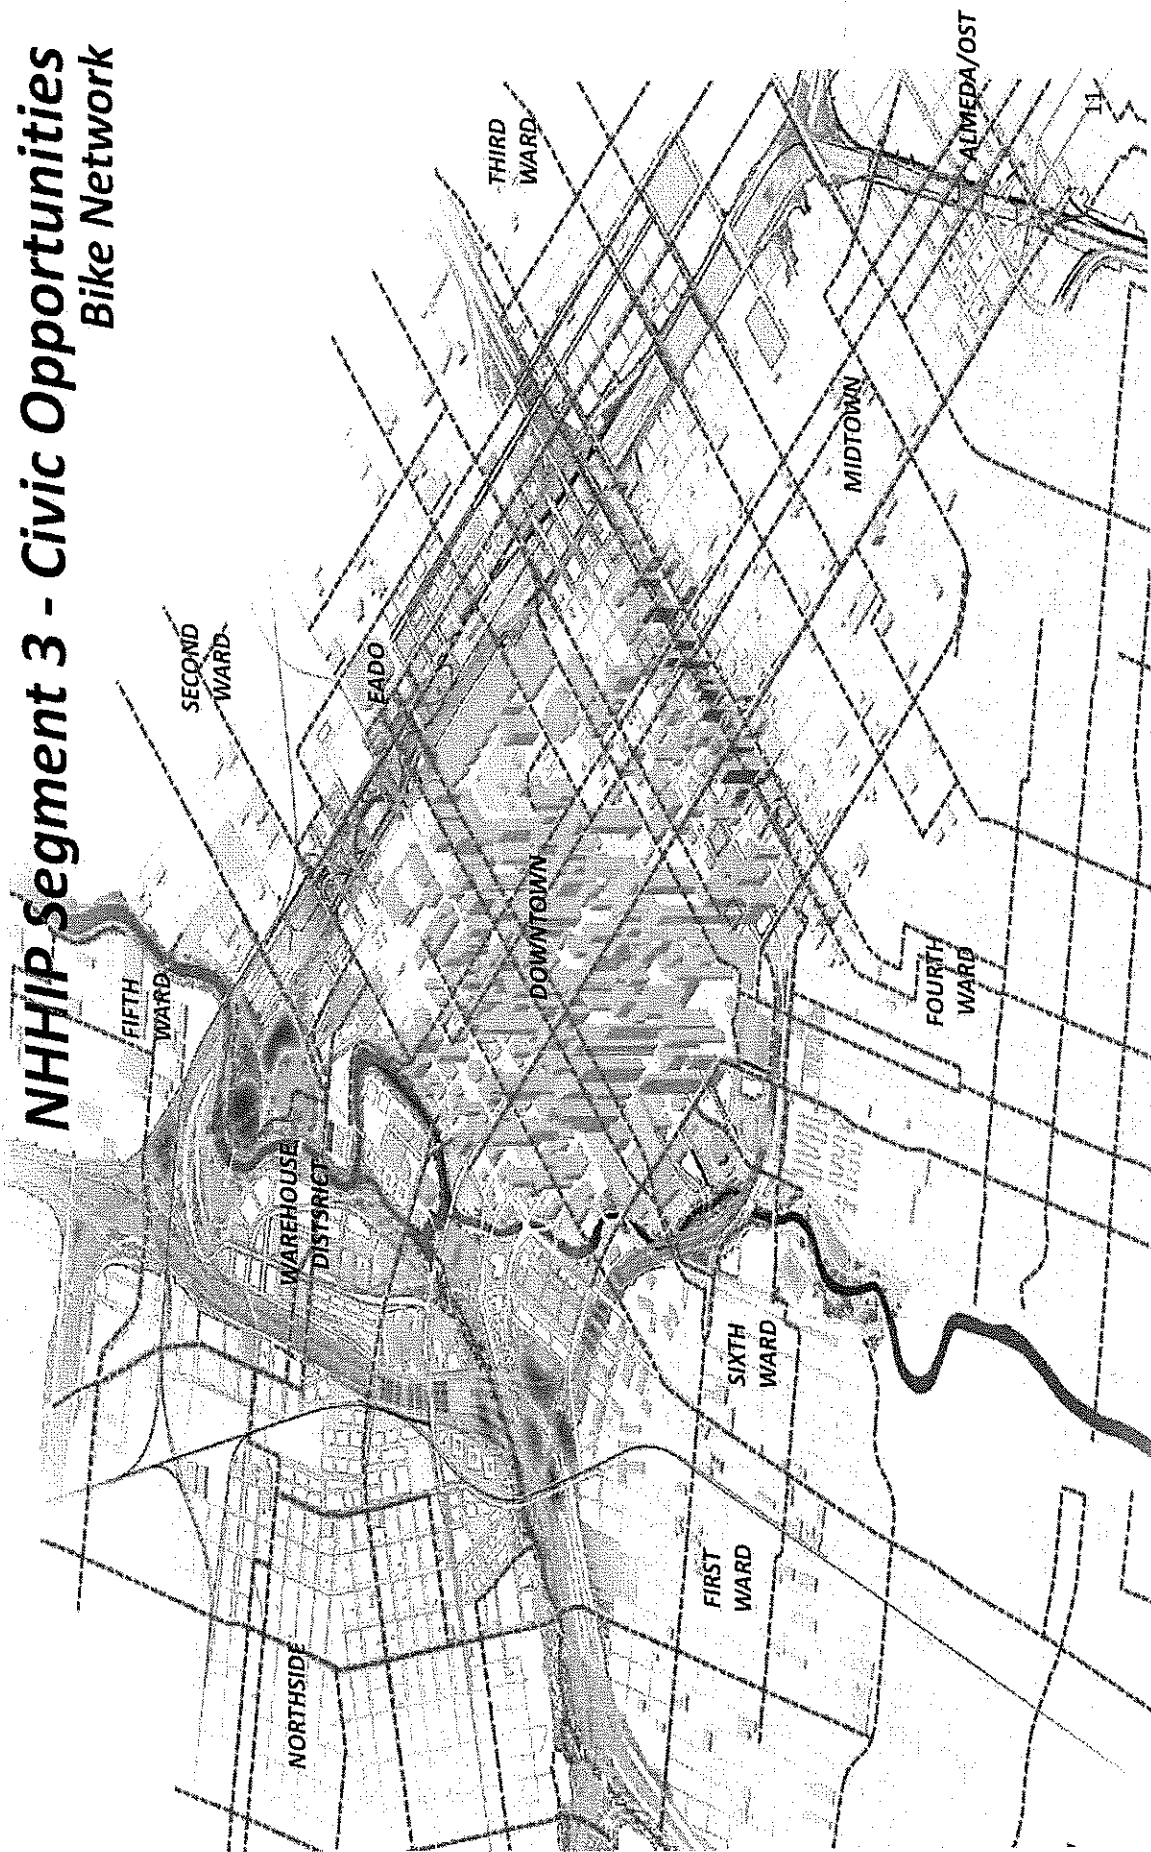 NHHIP Segment 3 - Civic Opportunities
Bike Network
FIFTH
WARD
SECOND
WARD
THIRD
WARD
EADO
WAREHOUSE
DISTSRICT
NORTHSIDE
DOWNTOWN
MIDTOWN
ALMEDA/OST
SIXTH
WARD
FIRST
WARD
FOURTH
WARD
11